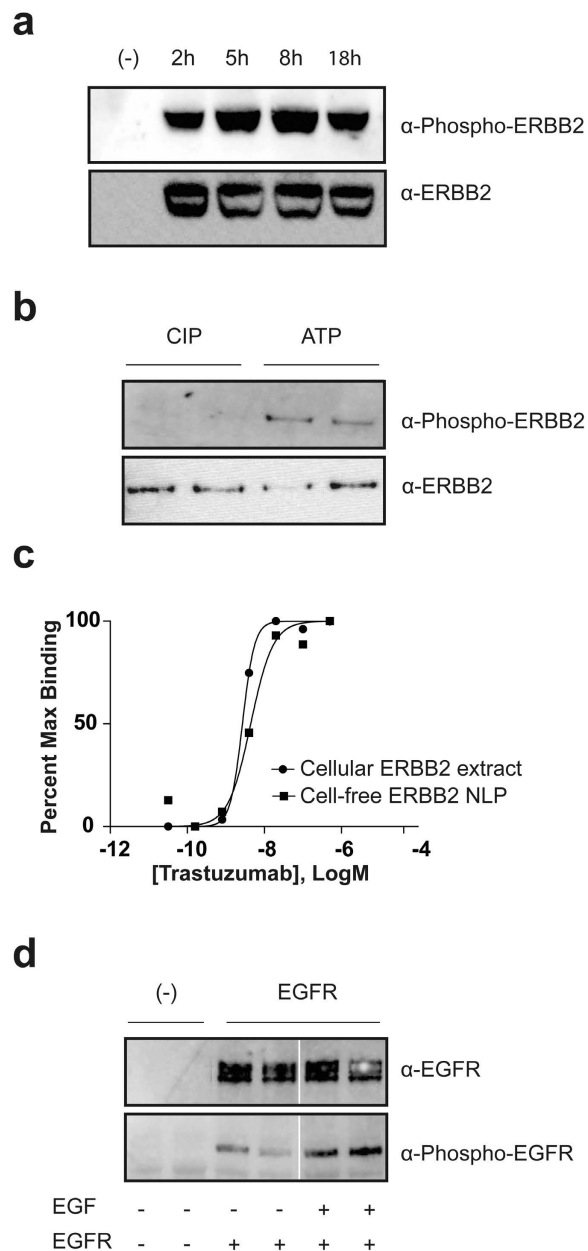 a
(-) 2h 5h 8h 18h
α-Phospho-ERBB2
α-ERBB2
b
CIP ATP
α-Phospho-ERBB2
α-ERBB2
c
Percent Max Binding
100
50
0
Cellular ERBB2 extract
Cell-free ERBB2 NLP
-12 -10 -8 -6 -4
[Trastuzumab], LogM
d
(-) EGFR
α-EGFR
α-Phospho-EGFR
EGF - - - - + +
EGFR - - + + + +